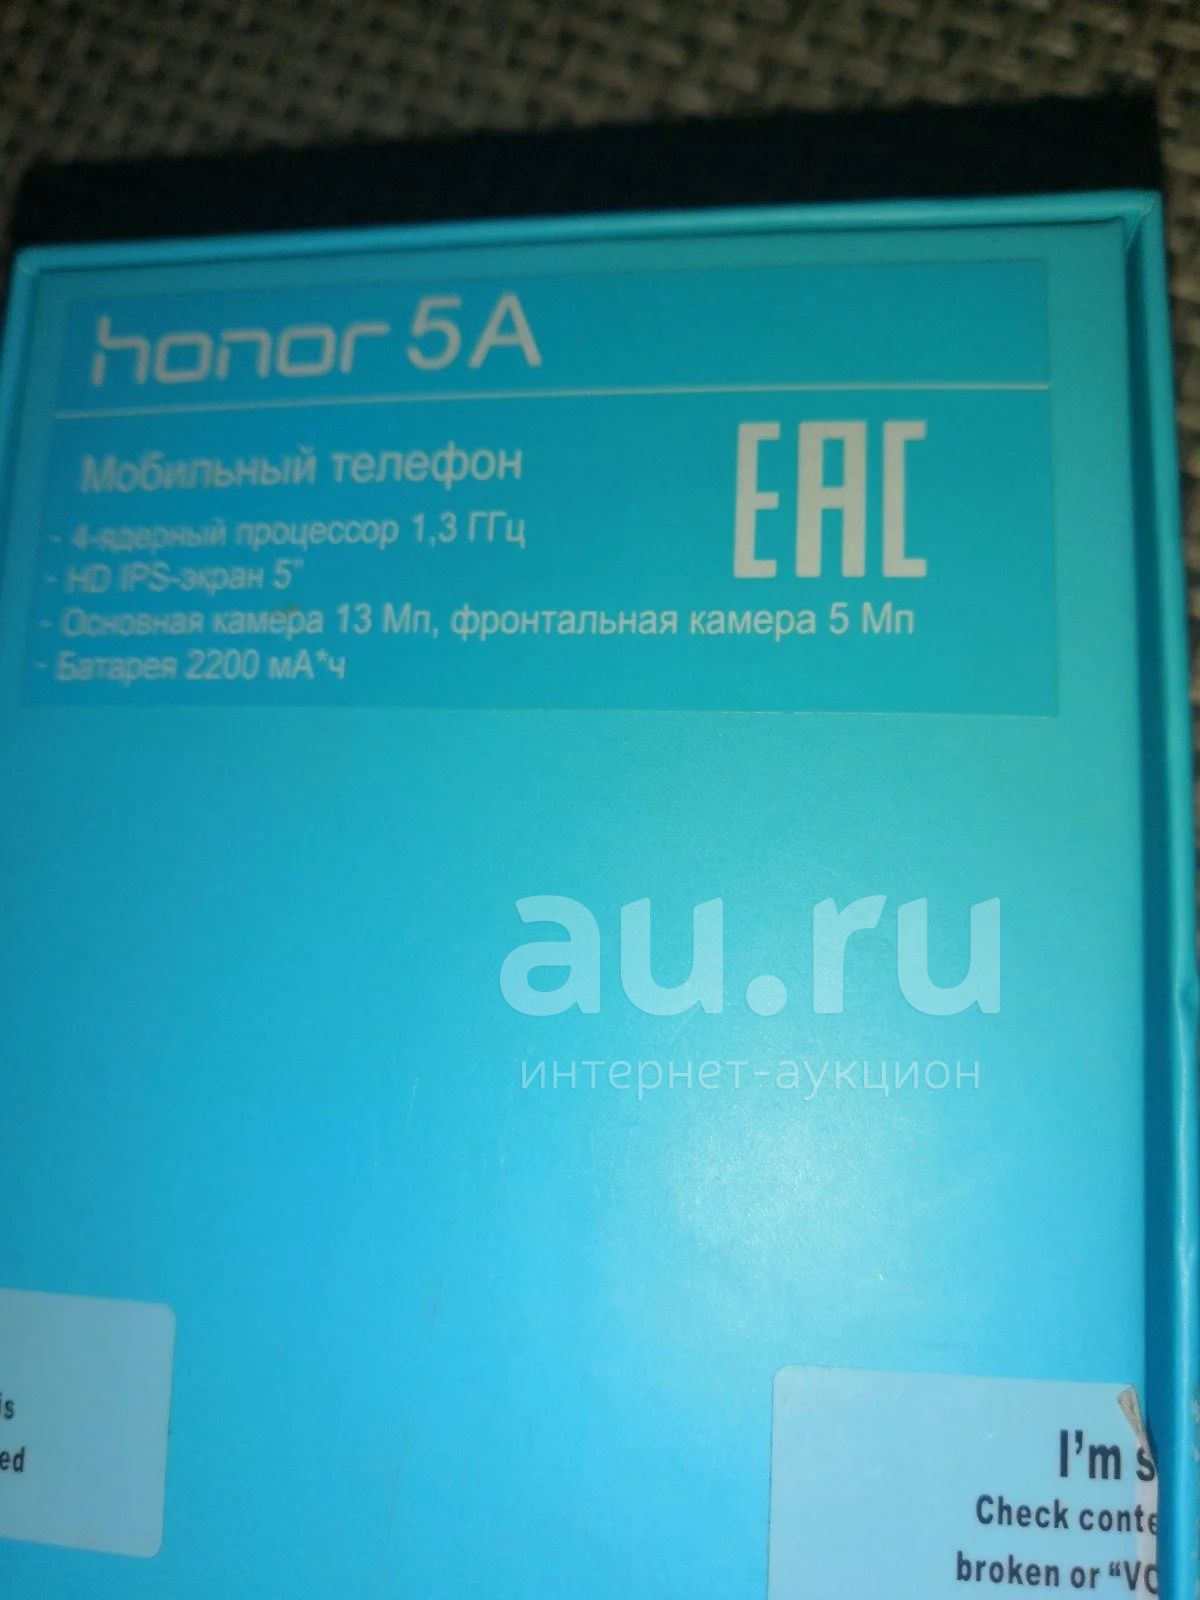 honor 5A
EAC
Мобильный телефон
- 4-ядерный процессор 1,3 ГГц
- HD IPS-экран 5"
- Основная камера 13 Мп, фронтальная камера 5 Мп
- Батарея 2200 мА*ч
au.ru
интернет-аукцион
is
ed
I'm s
Check conte
broken or "VO